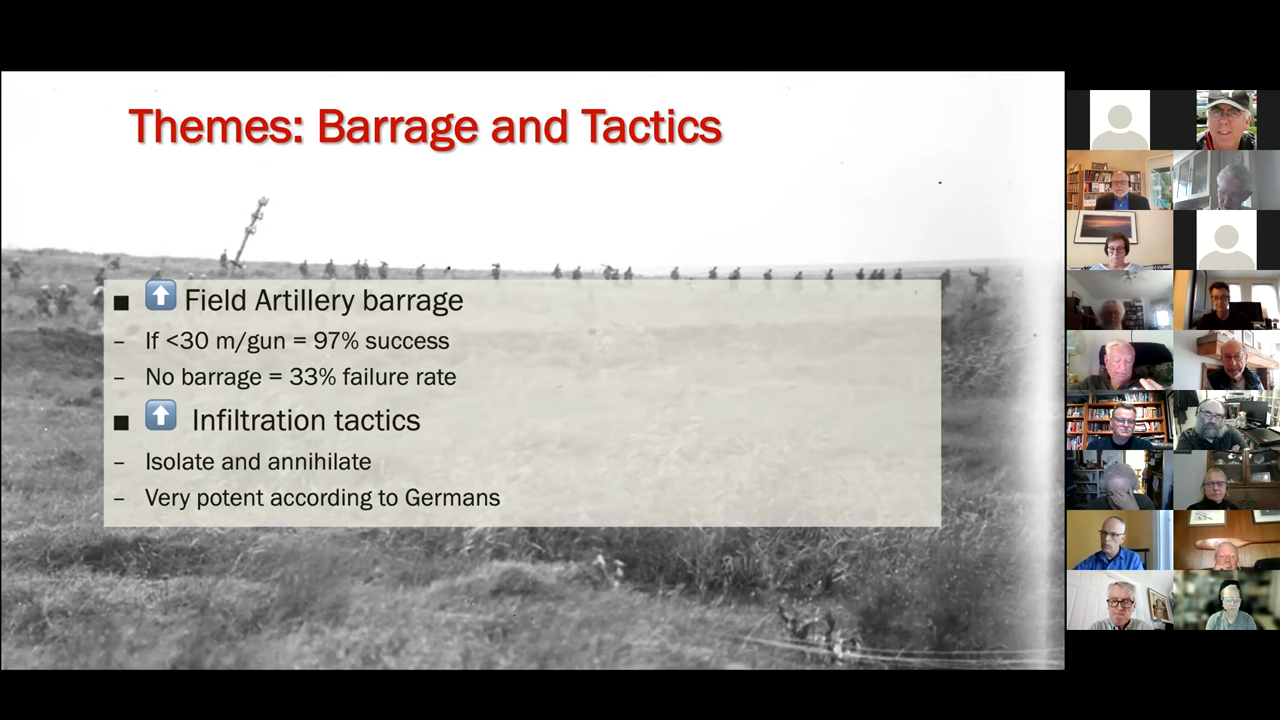 Themes: Barrage and Tactics
■ ⬆ Field Artillery barrage
– If <30 m/gun = 97% success
– No barrage = 33% failure rate
■ ⬆ Infiltration tactics
– Isolate and annihilate
– Very potent according to Germans